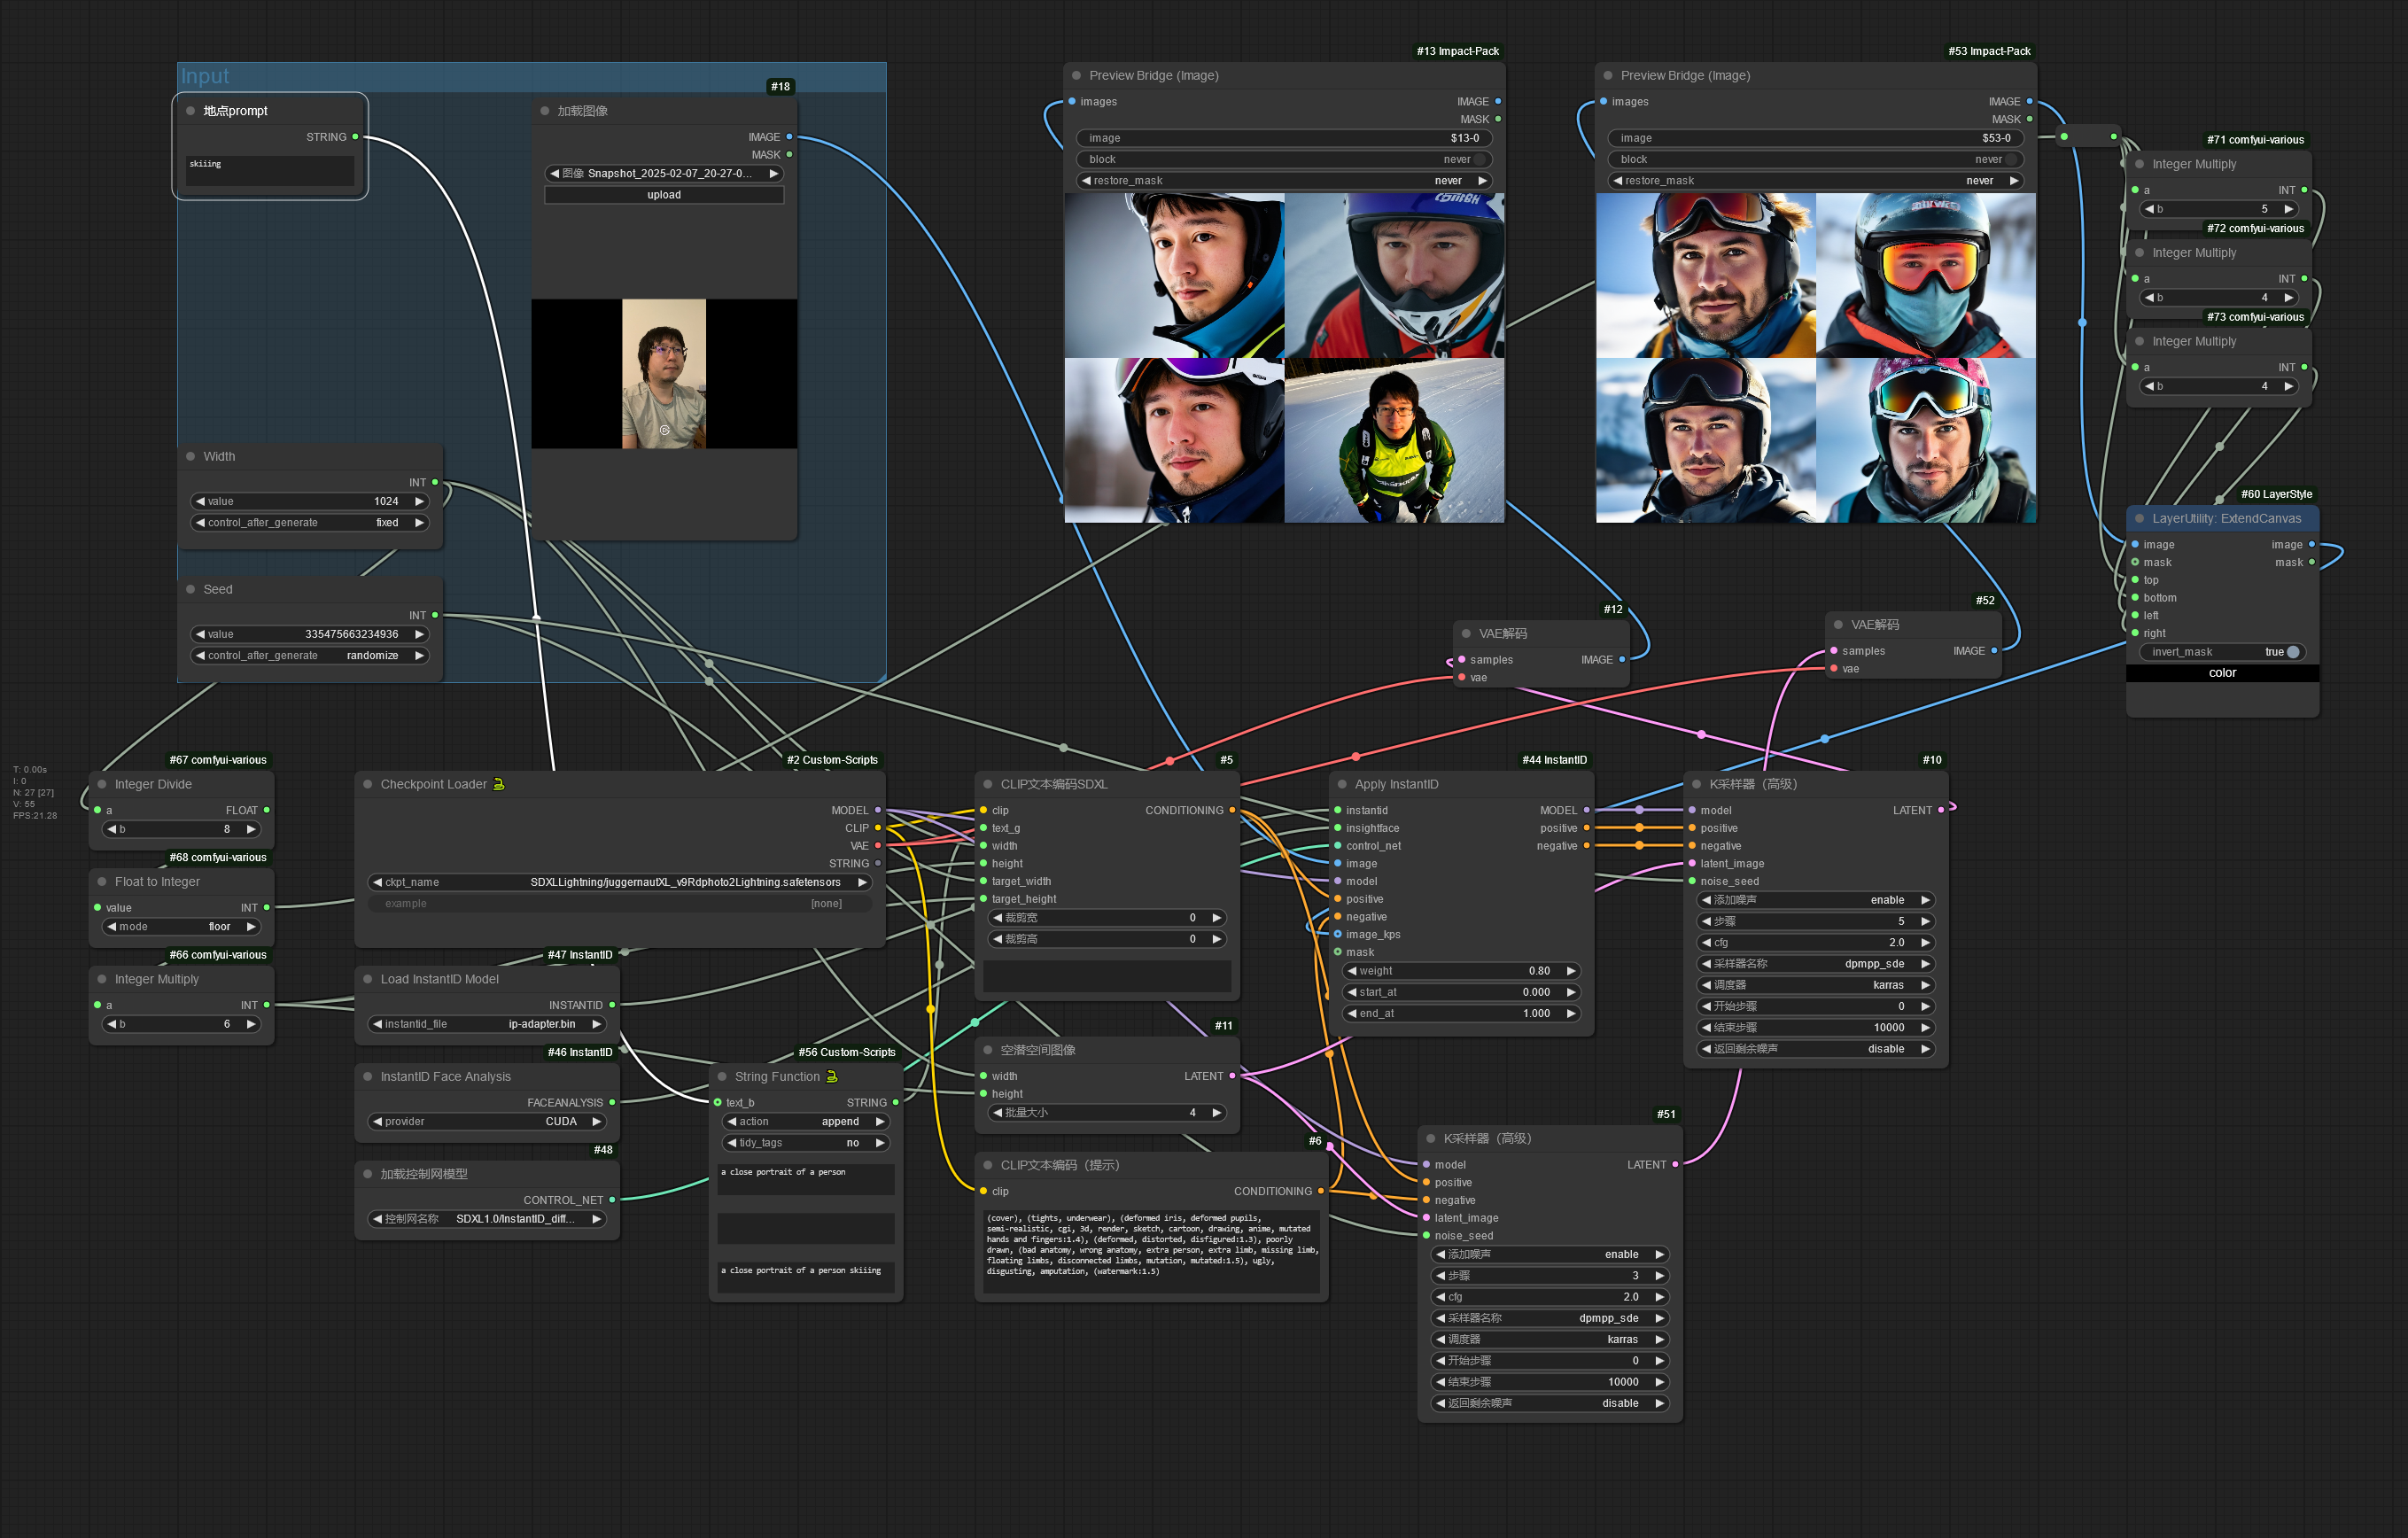 Input
地点prompt
STRING
skiiing
#18
加载图像
IMAGE
MASK
图像 Snapshot_2025-02-07_20-27-0...
upload
Width
INT
value 1024
control_after_generate fixed
Seed
INT
value 335475663234936
control_after_generate randomize
#13 Impact-Pack
Preview Bridge (Image)
images IMAGE
MASK
image $13-0
block never
restore_mask never
#53 Impact-Pack
Preview Bridge (Image)
images IMAGE
MASK
image $53-0
block never
restore_mask never
#71 comfyui-various
Integer Multiply
a INT
b 5
#72 comfyui-various
Integer Multiply
a INT
b 4
#73 comfyui-various
Integer Multiply
a INT
b 4
#60 LayerStyle
LayerUtility: ExtendCanvas
image image
mask mask
top
bottom
left
right
invert_mask true
color
#12
VAE解码
samples IMAGE
vae
#52
VAE解码
samples IMAGE
vae
T: 0.00s
I: 0
N: 27 [27]
V: 55
FPS:21.28
#67 comfyui-various
Integer Divide
a FLOAT
b 8
#68 comfyui-various
Float to Integer
value INT
mode floor
#66 comfyui-various
Integer Multiply
a INT
b 6
#2 Custom-Scripts
Checkpoint Loader
MODEL
CLIP
VAE
STRING
ckpt_name SDXLLightning/juggernautXL_v9Rdphoto2Lightning.safetensors
example [none]
#47 InstantID
Load InstantID Model
INSTANTID
instantid_file ip-adapter.bin
#46 InstantID
InstantID Face Analysis
FACEANALYSIS
provider CUDA
#48
加载控制网模型
CONTROL_NET
控制网名称 SDXL1.0/InstantID_diff...
#56 Custom-Scripts
String Function
text_b STRING
action append
tidy_tags no
a close portrait of a person
a close portrait of a person skiiing
#5
CLIP文本编码SDXL
clip CONDITIONING
text_g
width
height
target_width
target_height
裁剪宽 0
裁剪高 0
#11
空潜空间图像
width LATENT
height
批量大小 4
#6
CLIP文本编码（提示）
clip CONDITIONING
(cover), (tights, underwear), (deformed iris, deformed pupils,
semi-realistic, cgi, 3d, render, sketch, cartoon, drawing, anime, mutated
hands and fingers:1.4), (deformed, distorted, disfigured:1.3), poorly
drawn, (bad anatomy, wrong anatomy, extra person, extra limb, missing limb,
floating limbs, disconnected limbs, mutation, mutated:1.5), ugly,
disgusting, amputation, (watermark:1.5)
#44 InstantID
Apply InstantID
instantid MODEL
insightface positive
control_net negative
image
model
positive
negative
image_kps
mask
weight 0.80
start_at 0.000
end_at 1.000
#10
K采样器（高级）
model LATENT
positive
negative
latent_image
noise_seed
添加噪声 enable
步骤 5
cfg 2.0
采样器名称 dpmpp_sde
调度器 karras
开始步骤 0
结束步骤 10000
返回剩余噪声 disable
#51
K采样器（高级）
model LATENT
positive
negative
latent_image
noise_seed
添加噪声 enable
步骤 3
cfg 2.0
采样器名称 dpmpp_sde
调度器 karras
开始步骤 0
结束步骤 10000
返回剩余噪声 disable